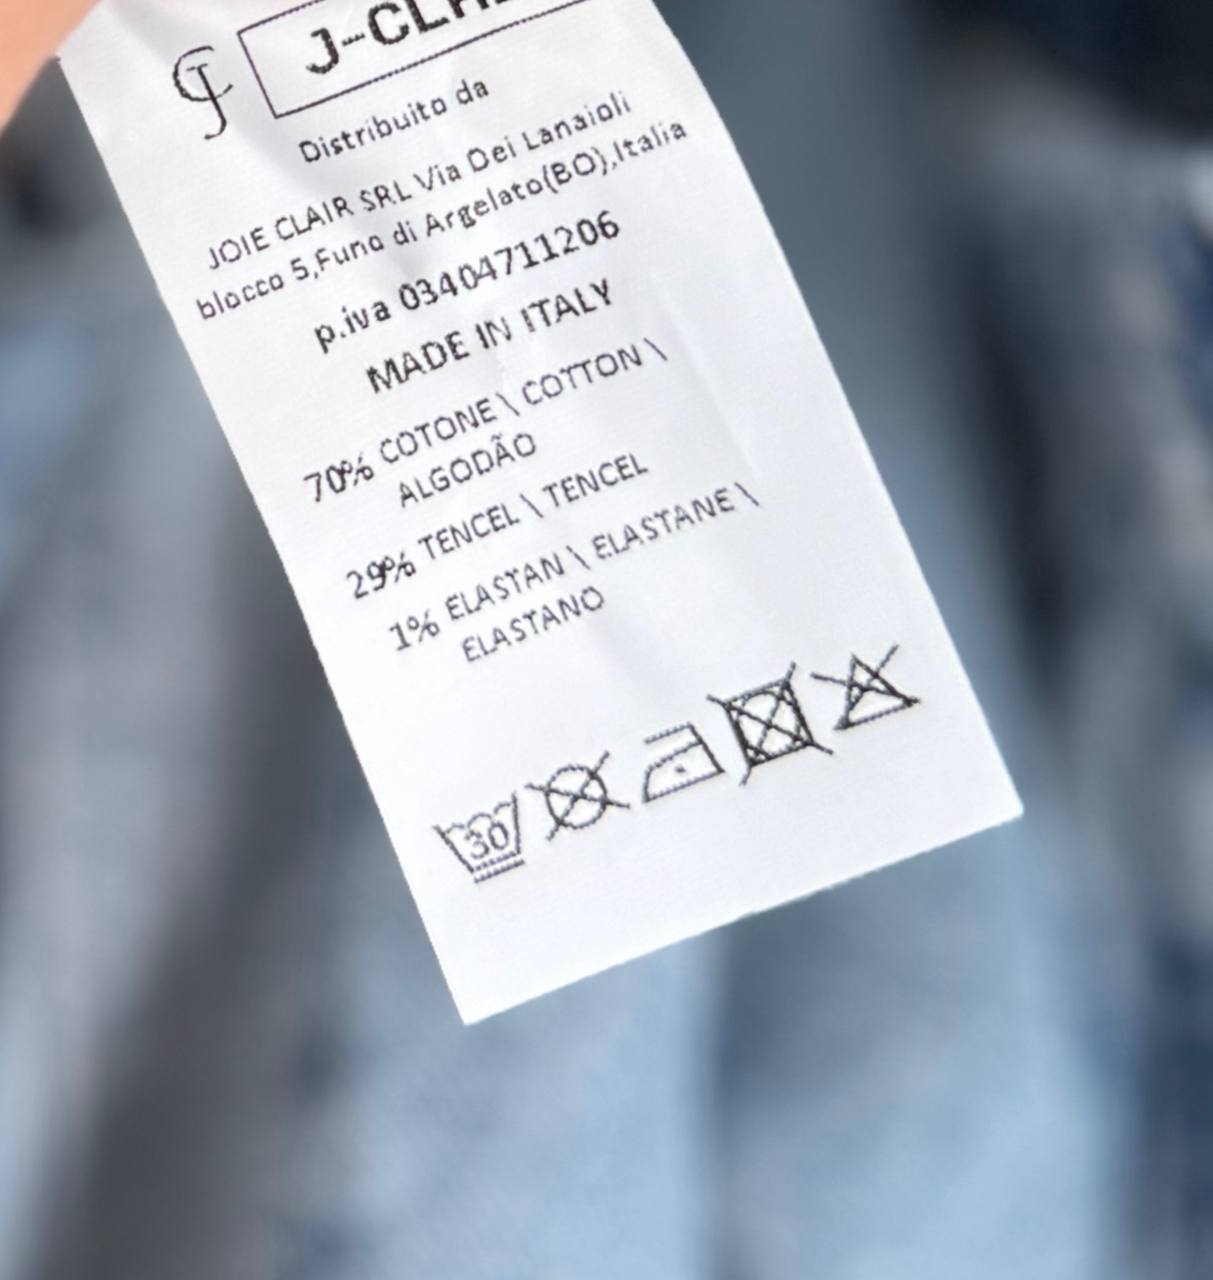 J-CLAI
Distribuito da
JOIE CLAIR SRL Via Dei Lanaioli
blocco 5,Funo di Argelato(BO),Italia
p.iva 03404711206
MADE IN ITALY
70% COTONE \ COTTON \
ALGODÃO
29% TENCEL \ TENCEL
1% ELASTAN \ ELASTANE \
ELASTANO
30